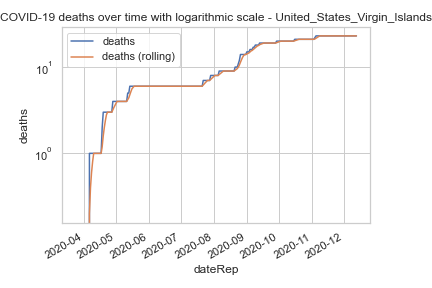 COVID-19 deaths over time with logarithmic scale - United_States_Virgin_Islands
deaths
deaths (rolling)
10¹
10⁰
deaths
2020-04
2020-05
2020-06
2020-07
2020-08
2020-09
2020-10
2020-11
2020-12
dateRep